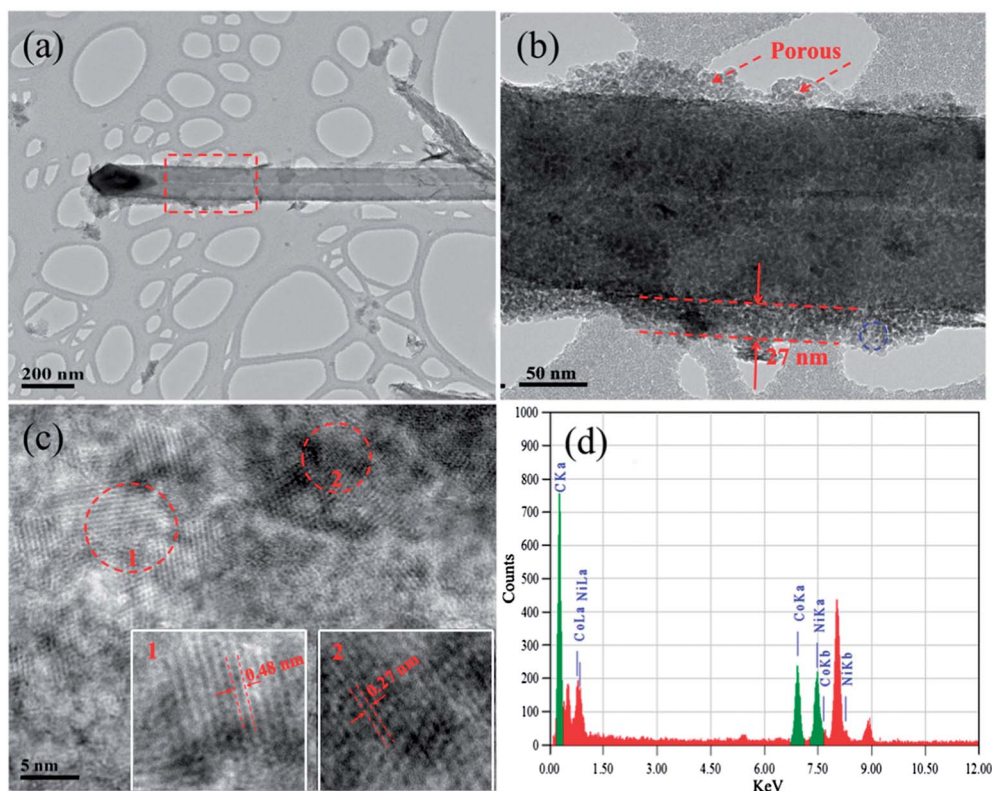 (a)
200 nm
(b)
Porous
27 nm
50 nm
(c)
1
2
1
0.48 nm
2
0.27 nm
5 nm
(d)
1000
900
800
700
600
500
400
300
200
100
0
Counts
CKa
CoLa NiLa
CoKa
NiKa
CoKb
NiKb
0.00 1.50 3.00 4.50 6.00 7.50 9.00 10.50 12.00
KeV